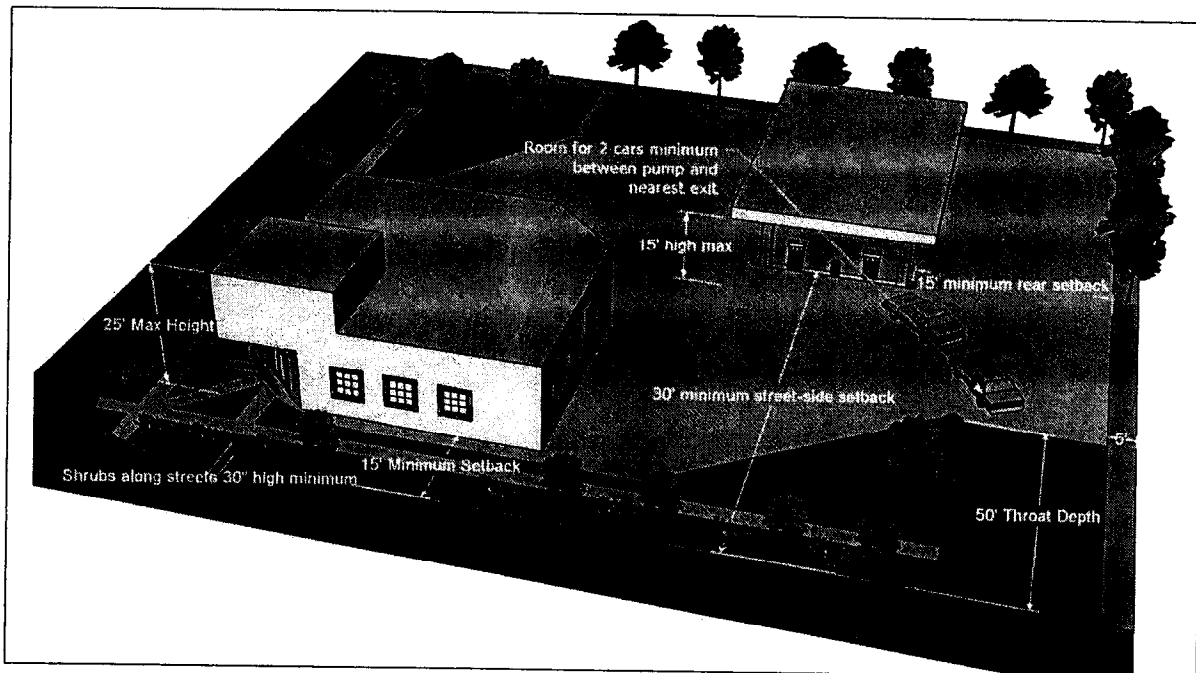 Room for 2 cars minimum
between pump and
nearest exit
15' high max
15' minimum rear setback
25' Max Height
30' minimum street-side setback
5'
15' Minimum Setback
Shrubs along streets 30" high minimum
50' Throat Depth